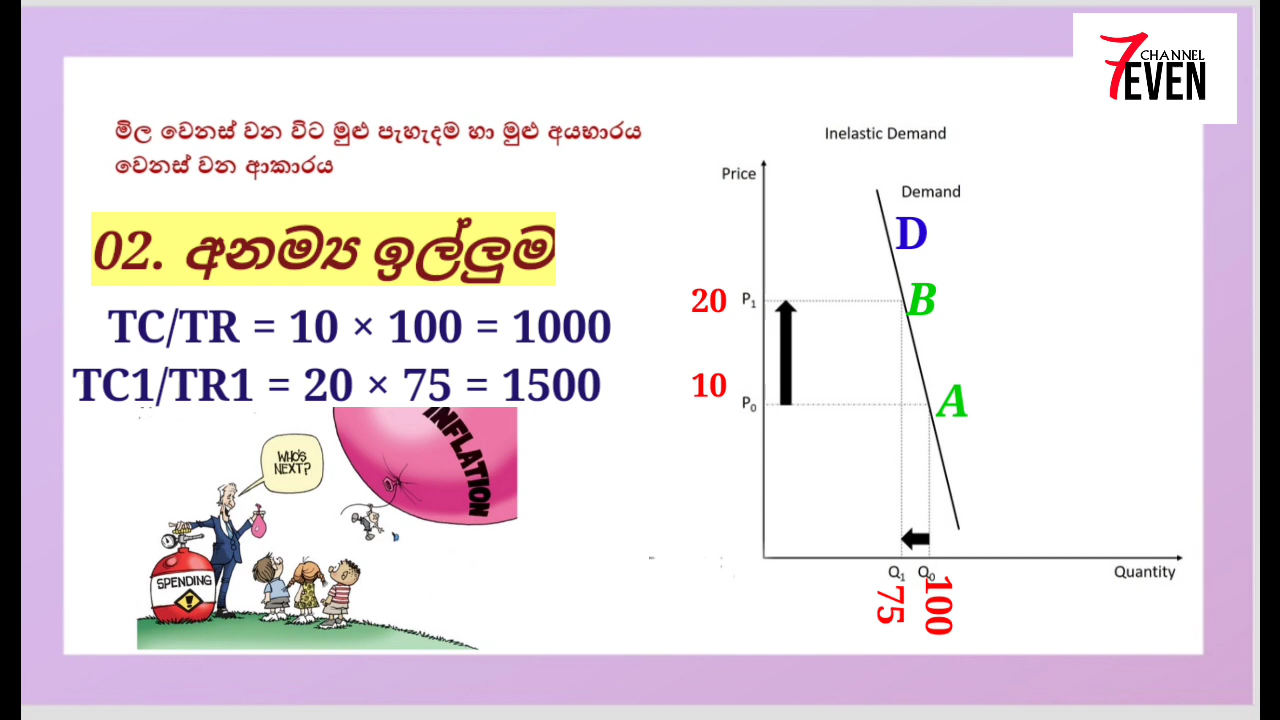 7 CHANNEL
EVEN
මිල වෙනස් වන විට මුළු පැහැදම හා මුළු අයභාරය
වෙනස් වන ආකාරය
02. අනම්‍ය ඉල්ලුම
TC/TR = 10 × 100 = 1000
TC1/TR1 = 20 × 75 = 1500
INFLATION
WHO'S
NEXT?
SPENDING
Inelastic Demand
Price
Demand
D
20 P₁ B
10 P₀ A
Q₁ Q₀ Quantity
75 100